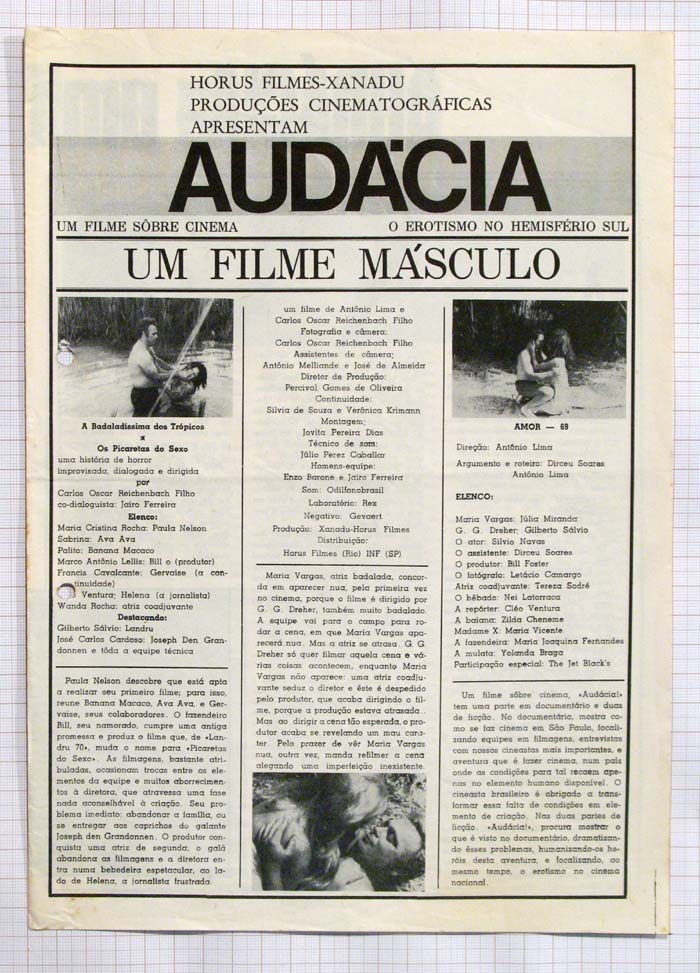 HORUS FILMES-XANADU
PRODUÇÕES CINEMATOGRÁFICAS
APRESENTAM
AUDÁCIA
UM FILME SÔBRE CINEMA
O EROTISMO NO HEMISFÉRIO SUL
UM FILME MÁSCULO
A Badaladíssima dos Trópicos
x
Os Picaretas do Sexo
uma história de horror
improvisada, dialogada e dirigida
por
Carlos Oscar Reichenbach Filho
co-dialoguista: Jairo Ferreira
Elenco:
Maria Cristina Rocha: Paula Nelson
Sabrina: Ava Ava
Palito: Banana Macaco
Marco Antônio Lellis: Bill o (produtor)
Francis Cavalcante: Gervaise (a con-
tinuidade)
Ventura; Helena (a jornalista)
Wanda Rocha: atriz coadjuvante
Destacando:
Gilberto Sálvio: Landru
José Carlos Cardoso: Joseph Den Gran-
donnen e tôda a equipe técnica
Paula Nelson descobre que está apta
a realizar seu primeiro filme; para isso,
reune Banana Macaco, Ava Ava, e Ger-
vaise, seus colaboradores. O fazendeiro
Bill, seu namorado, cumpre uma antiga
promessa e produz o filme que, de «Lan-
dru 70», muda o nome para «Picaretas
do Sexo». As filmagens, bastante atri-
buladas, ocasionam trocas entre os ele-
mentos da equipe e muitos aborrecimen-
tos à diretora, que atravessa uma fase
nada aconselhável à criação. Seu pro-
blema imediato: abandonar a família, ou
se entregar aos caprichos do galante
Joseph den Grandonnen. O produtor con-
quista uma atriz de segunda, o galã
abandona as filmagens e a diretora en-
tra numa bebedeira espetacular, ao la-
do de Helena, a jornalista frustrada.
um filme de Antônio Lima e
Carlos Oscar Reichenbach Filho
Fotografia e câmera:
Carlos Oscar Reichenbach Filho
Assistentes de câmera;
Antônio Melliande e José de Almeida
Diretor de Produção:
Percival Gomes de Oliveira
Continuidade:
Silvia de Souza e Verônica Krimann
Montagem;
Jovita Pereira Dias
Técnico de som:
Júlio Perez Caballar
Homens-equipe:
Enzo Barone e Jairo Ferreira
Som: Odilfonobrasil
Laboratório: Rex
Negativo: Gevaert
Produção: Xanadu-Horus Filmes
Distribuição:
Horus Filmes (Rio) INF (SP)
Maria Vargas, atriz badalada, concor-
da em aparecer nua, pela primeira vez
no cinema, porque o filme é dirigido por
G. G. Dreher, também muito badalado.
A equipe vai para o campo para ro-
dar a cena, em que Maria Vargas apa-
recerá nua. Mas a atriz se atrasa. G. G.
Dreher só quer filmar aquela cena e vá-
rias coisas acontecem, enquanto Maria
Vargas não aparece: uma atriz coadju-
vante seduz o diretor e êste é despedido
pelo produtor, que acaba dirigindo o fil-
me, porque a produção estava atrasada..
Mas ao dirigir a cena tão esperada, o pro-
dutor acaba se revelando um mau cara-
ter. Pelo prazer de vêr Maria Vargas
nua, outra vez, manda refilmer a cena
alegando uma imperfeição inexistente.
AMOR — 69
Direção: Antônio Lima
Argumento e roteiro: Dirceu Soares
Antônio Lima
ELENCO:
Maria Vargas: Júlia Miranda
G. G. Dreher: Gilberto Sálvio
O ator: Silvio Navas
O assistente: Dirceu Soares
O produtor: Bill Foster
O fotógrafo: Letácio Camargo
Atriz coadjuvante: Tereza Sodré
O bêbado: Nei Latorraca
A repórter: Cléo Ventura
A baiana: Zilda Cheneme
Madame X: Maria Vicente
A fazendeira: Maria Joaquina Fernandes
A mulata: Yolanda Braga
Participação especial: The Jet Black's
Um filme sôbre cinema, «Audácia!»
tem uma parte em documentário e duas
de ficção. No documentário, mostra co-
mo se faz cinema em São Paulo, focali-
zando equipes em filmagens, entrevistas
com nossos cineastas mais importantes, e
aventura que é fazer cinema, num país
onde as condições para tal recaem ape-
nas no elemento humano disponível. O
cineasta brasileiro é obrigado a trans-
formar essa falta de condições em ele-
mento de criação. Nas duas partes de
ficção. «Audácia!», procura mostrar o
que é visto no documentário, dramatizan-
do êsses problemas, humanizando-os he-
róis desta aventura, e focalizando, ao
mesmo tempo, o erotismo no cinema
nacional.